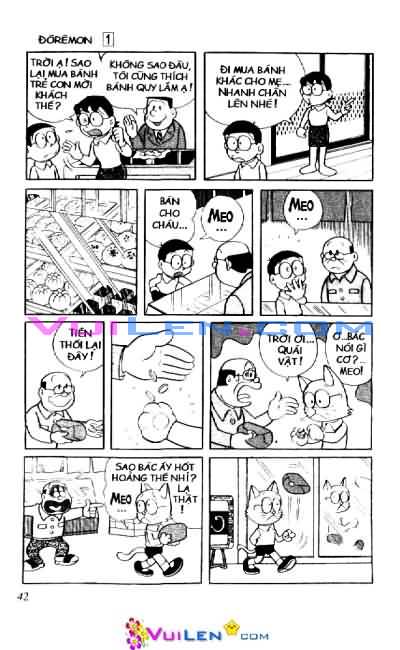 ĐÔRÊMON 1
TRỜI Ạ! SAO
LẠI MUA BÁNH
TRẺ CON MỜI
KHÁCH
THẾ?
KHÔNG SAO ĐÂU,
TÔI CŨNG THÍCH
BÁNH QUY LẮM Ạ!
ĐI MUA BÁNH
KHÁC CHO MẸ...
NHANH CHÂN
LÊN NHÉ!
BÁN
CHO
CHÁU...
MEO
...
MEO
...
TIỀN
THỐI LẠI
ĐÂY!
TRỜI ƠI...
QUÁI
VẬT!
Ơ...BÁC
NÓI GÌ
CƠ?..
MEO!
SAO BÁC ẤY HỐT
HOẢNG THẾ NHỈ?
LẠ
THẬT!
MEO
...
VUILEN.COM
42
VUILEN.COM